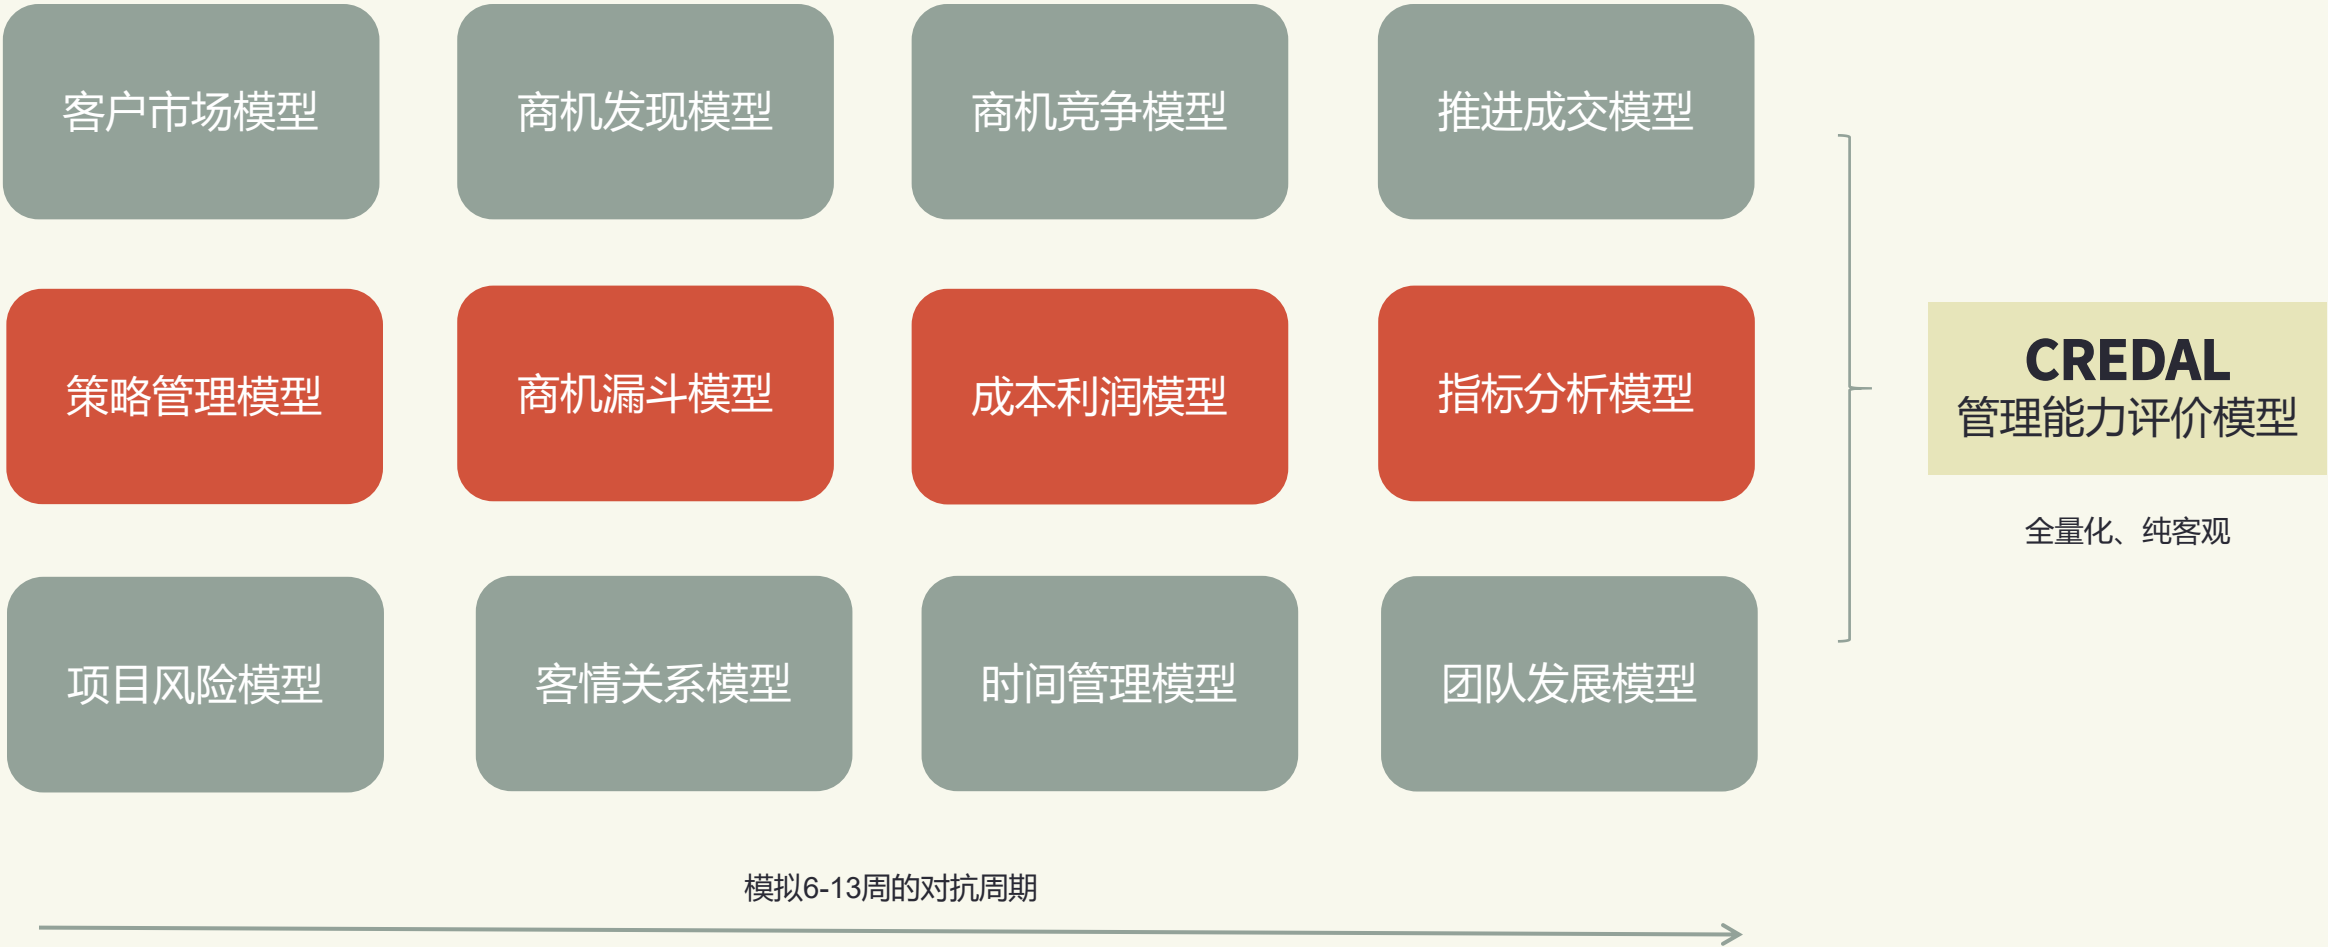 客户市场模型
商机发现模型
商机竞争模型
推进成交模型
策略管理模型
商机漏斗模型
成本利润模型
指标分析模型
项目风险模型
客情关系模型
时间管理模型
团队发展模型
CREDAL
管理能力评价模型
全量化、纯客观
模拟6-13周的对抗周期